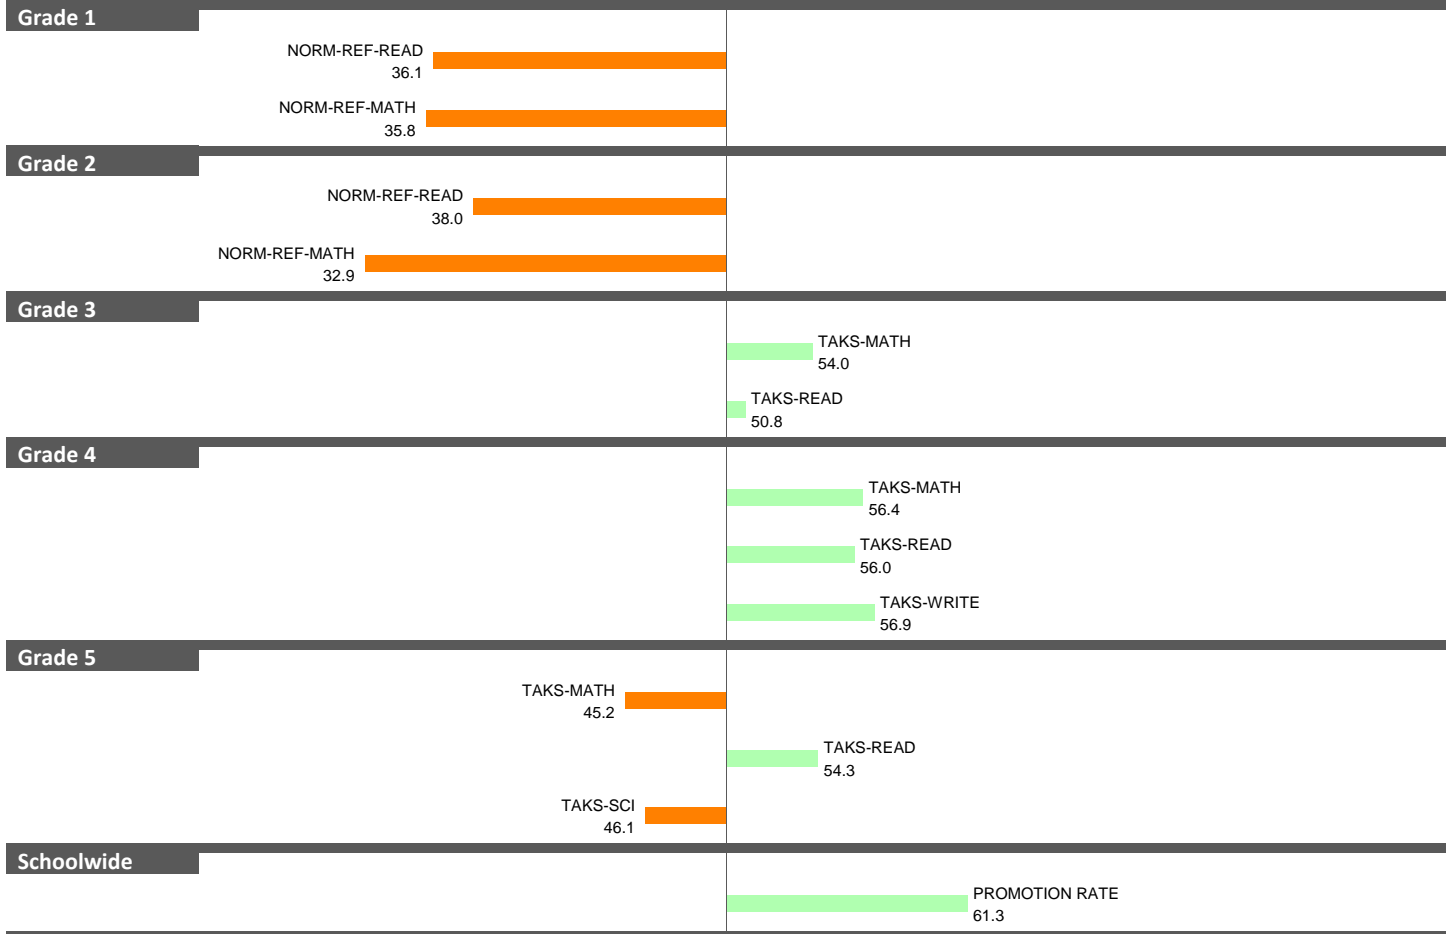 Grade 1
NORM-REF-READ
36.1
NORM-REF-MATH
35.8
Grade 2
NORM-REF-READ
38.0
NORM-REF-MATH
32.9
Grade 3
TAKS-MATH
54.0
TAKS-READ
50.8
Grade 4
TAKS-MATH
56.4
TAKS-READ
56.0
TAKS-WRITE
56.9
Grade 5
TAKS-MATH
45.2
TAKS-READ
54.3
TAKS-SCI
46.1
Schoolwide
PROMOTION RATE
61.3